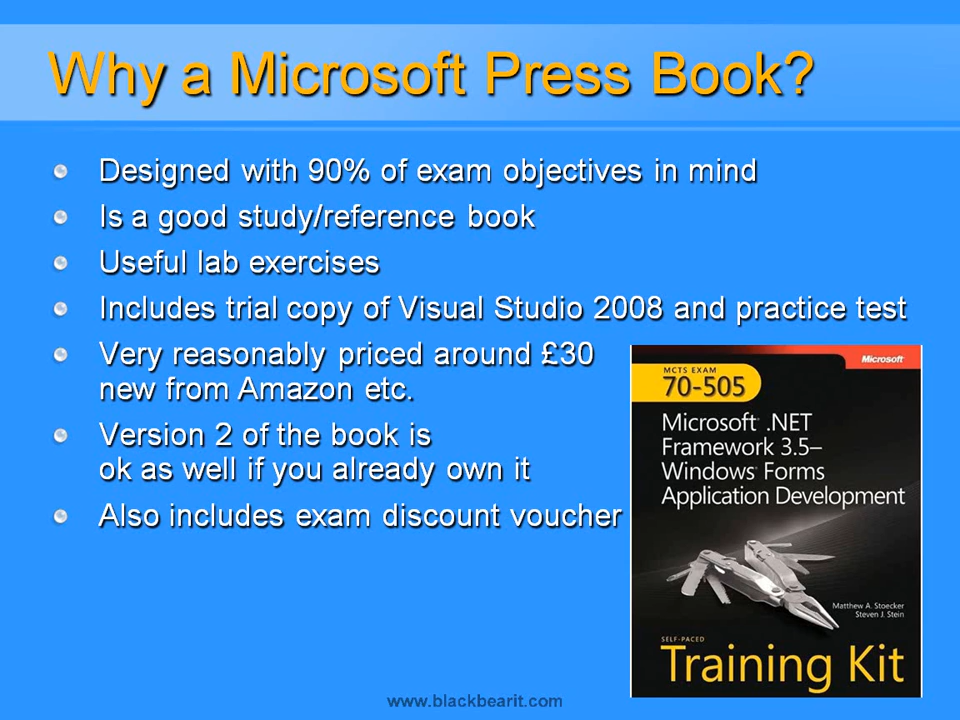 Why a Microsoft Press Book?
Designed with 90% of exam objectives in mind
Is a good study/reference book
Useful lab exercises
Includes trial copy of Visual Studio 2008 and practice test
Very reasonably priced around £30
new from Amazon etc.
Version 2 of the book is
ok as well if you already own it
Also includes exam discount voucher
Microsoft
MCTS EXAM
70-505
Microsoft .NET
Framework 3.5–
Windows Forms
Application Development
Matthew A. Stoecker
Steven J. Stein
SELF-PACED
Training Kit
www.blackbearit.com